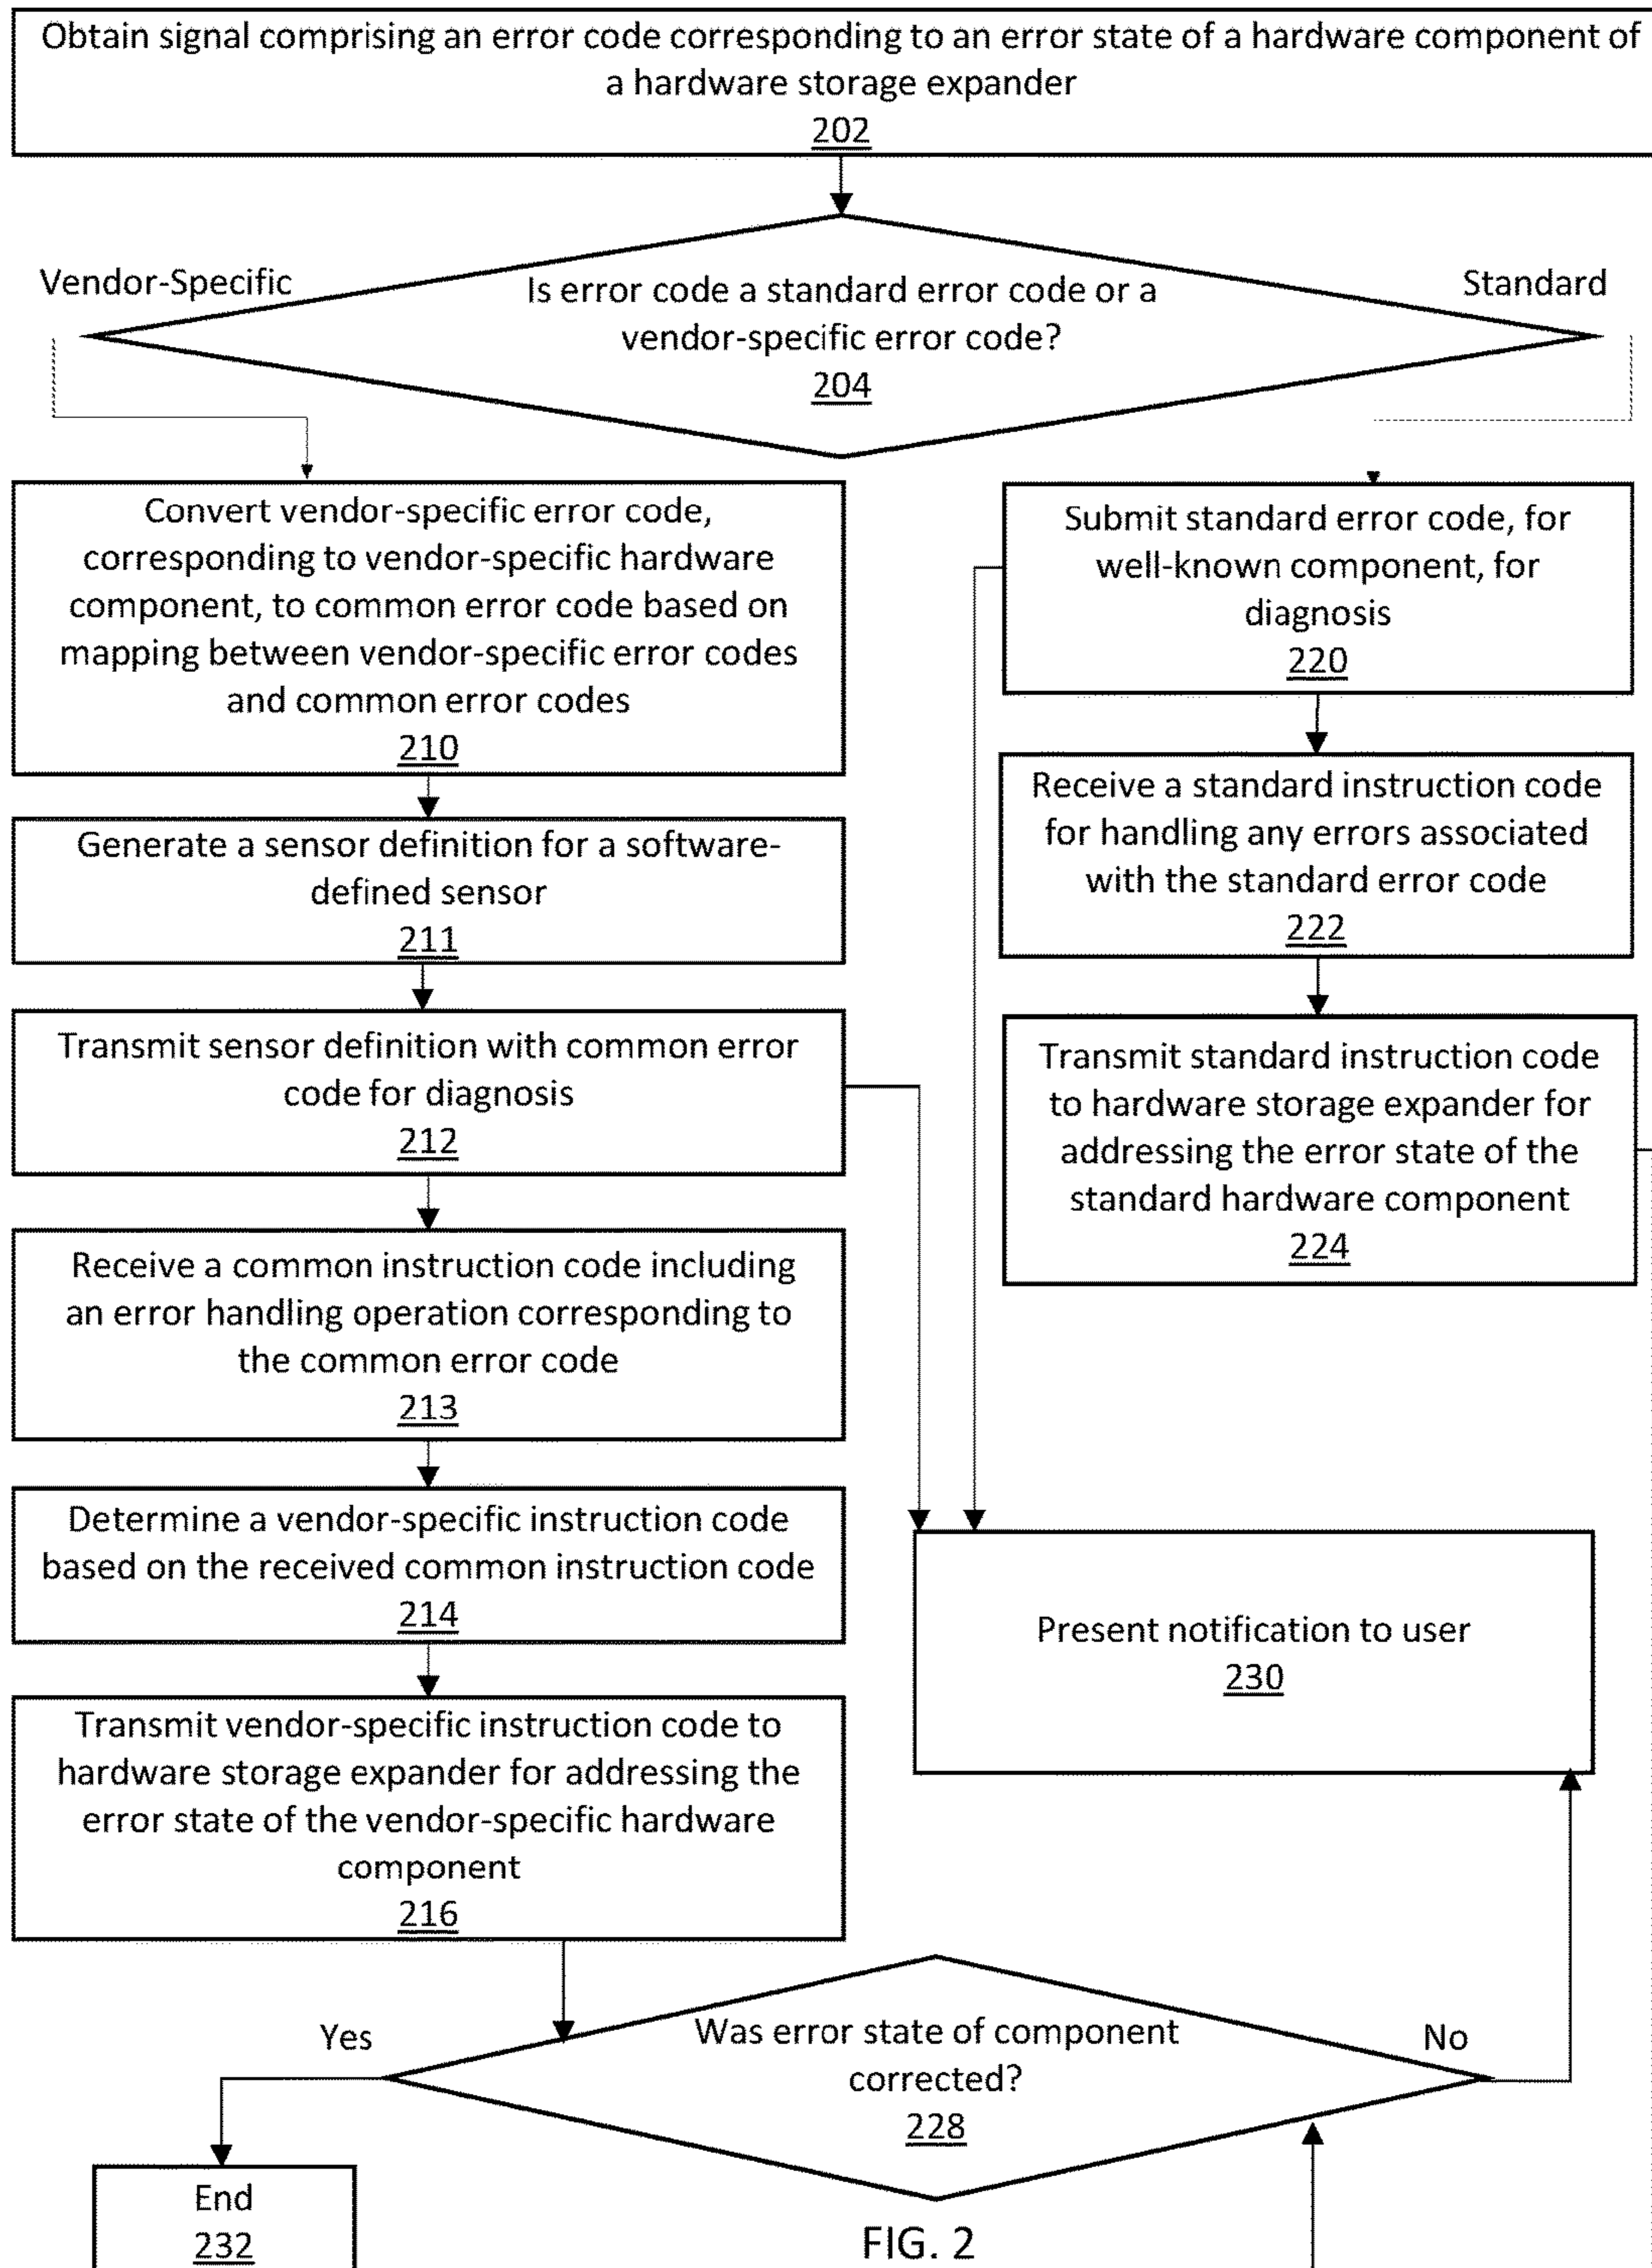 Obtain signal comprising an error code corresponding to an error state of a hardware component of
a hardware storage expander
202
Vendor-Specific
Standard
Is error code a standard error code or a
vendor-specific error code?
204
Convert vendor-specific error code,
corresponding to vendor-specific hardware
component, to common error code based on
mapping between vendor-specific error codes
and common error codes
210
Generate a sensor definition for a software-
defined sensor
211
Transmit sensor definition with common error
code for diagnosis
212
Receive a common instruction code including
an error handling operation corresponding to
the common error code
213
Determine a vendor-specific instruction code
based on the received common instruction code
214
Transmit vendor-specific instruction code to
hardware storage expander for addressing the
error state of the vendor-specific hardware
component
216
Submit standard error code, for
well-known component, for
diagnosis
220
Receive a standard instruction code
for handling any errors associated
with the standard error code
222
Transmit standard instruction code
to hardware storage expander for
addressing the error state of the
standard hardware component
224
Present notification to user
230
Yes
Was error state of component
corrected?
228
No
End
232
FIG. 2